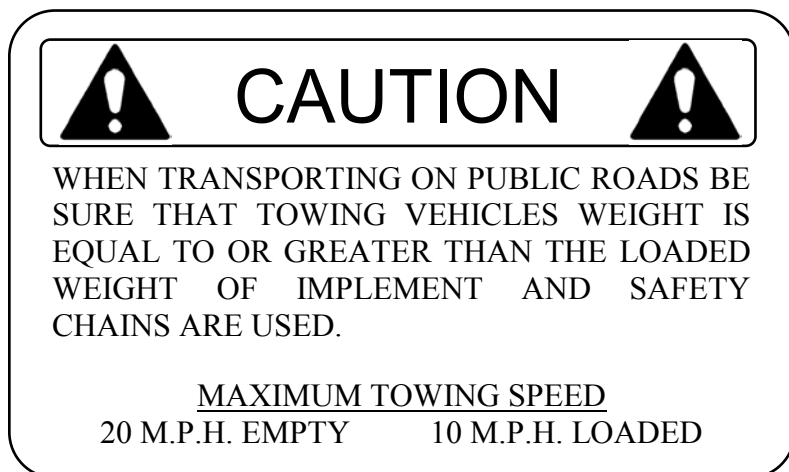 CAUTION
WHEN TRANSPORTING ON PUBLIC ROADS BE
SURE THAT TOWING VEHICLES WEIGHT IS
EQUAL TO OR GREATER THAN THE LOADED
WEIGHT OF IMPLEMENT AND SAFETY
CHAINS ARE USED.
MAXIMUM TOWING SPEED
20 M.P.H. EMPTY 10 M.P.H. LOADED